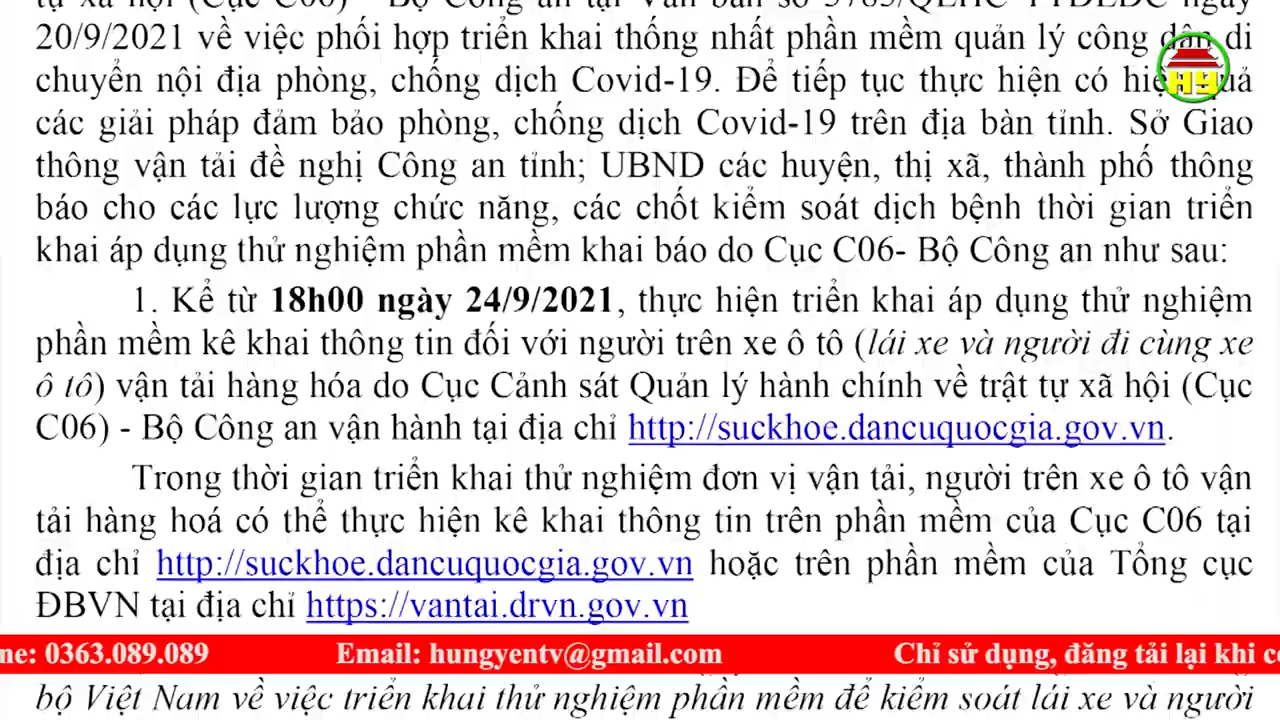 20/9/2021 về việc phối hợp triển khai thống nhất phần mềm quản lý công dân di
chuyển nội địa phòng, chống dịch Covid-19. Để tiếp tục thực hiện có hiệu quả
các giải pháp đảm bảo phòng, chống dịch Covid-19 trên địa bàn tỉnh. Sở Giao
thông vận tải đề nghị Công an tỉnh; UBND các huyện, thị xã, thành phố thông
báo cho các lực lượng chức năng, các chốt kiểm soát dịch bệnh thời gian triển
khai áp dụng thử nghiệm phần mềm khai báo do Cục C06- Bộ Công an như sau:
1. Kể từ 18h00 ngày 24/9/2021, thực hiện triển khai áp dụng thử nghiệm
phần mềm kê khai thông tin đối với người trên xe ô tô (lái xe và người đi cùng xe
ô tô) vận tải hàng hóa do Cục Cảnh sát Quản lý hành chính về trật tự xã hội (Cục
C06) - Bộ Công an vận hành tại địa chỉ http://suckhoe.dancuquocgia.gov.vn.
Trong thời gian triển khai thử nghiệm đơn vị vận tải, người trên xe ô tô vận
tải hàng hoá có thể thực hiện kê khai thông tin trên phần mềm của Cục C06 tại
địa chỉ http://suckhoe.dancuquocgia.gov.vn hoặc trên phần mềm của Tổng cục
ĐBVN tại địa chỉ https://vantai.drvn.gov.vn
ne: 0363.089.089 Email: hungyentv@gmail.com Chỉ sử dụng, đăng tải lại khi c
bộ Việt Nam về việc triển khai thử nghiệm phần mềm để kiểm soát lái xe và người
HY